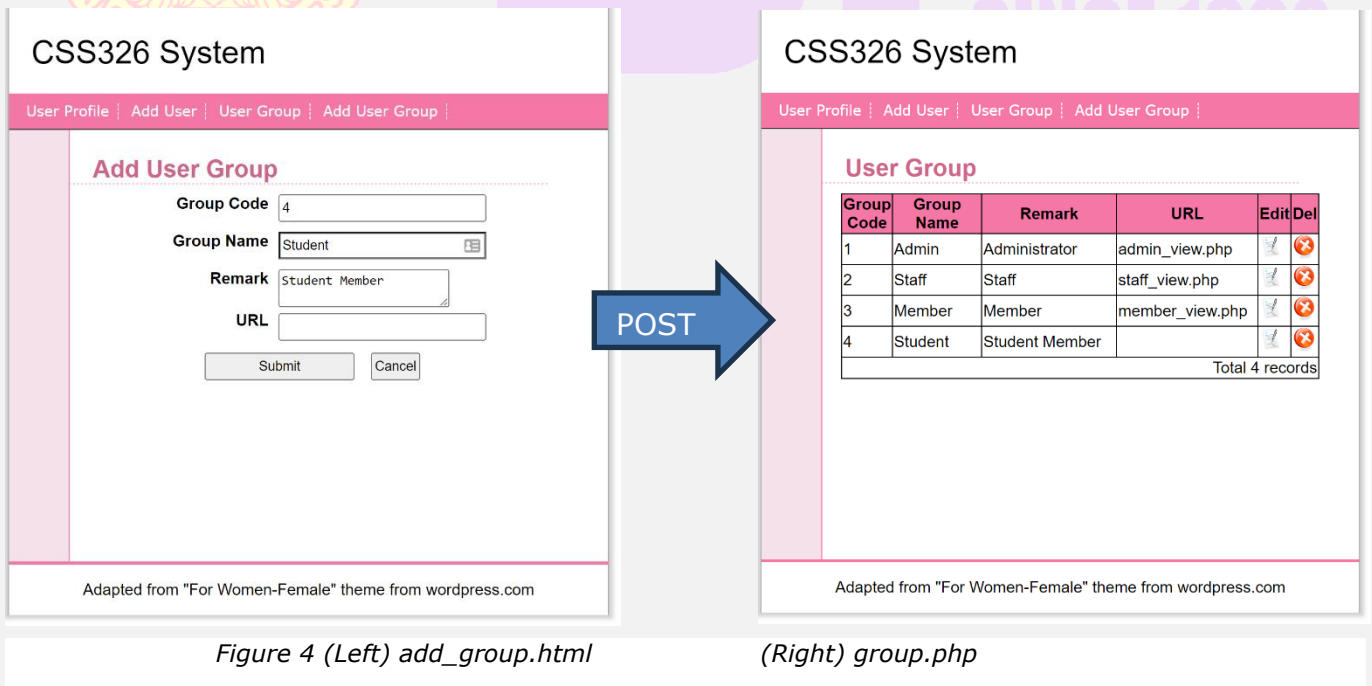 CSS326 System
User Profile Add User User Group Add User Group
Add User Group
Group Code 4
Group Name Student
Remark Student Member
URL
Submit Cancel
Adapted from "For Women-Female" theme from wordpress.com
POST
CSS326 System
User Profile Add User User Group Add User Group
User Group
Group Code Group Name Remark URL Edit Del
1 Admin Administrator admin_view.php
2 Staff Staff staff_view.php
3 Member Member member_view.php
4 Student Student Member
Total 4 records
Adapted from "For Women-Female" theme from wordpress.com
Figure 4 (Left) add_group.html (Right) group.php